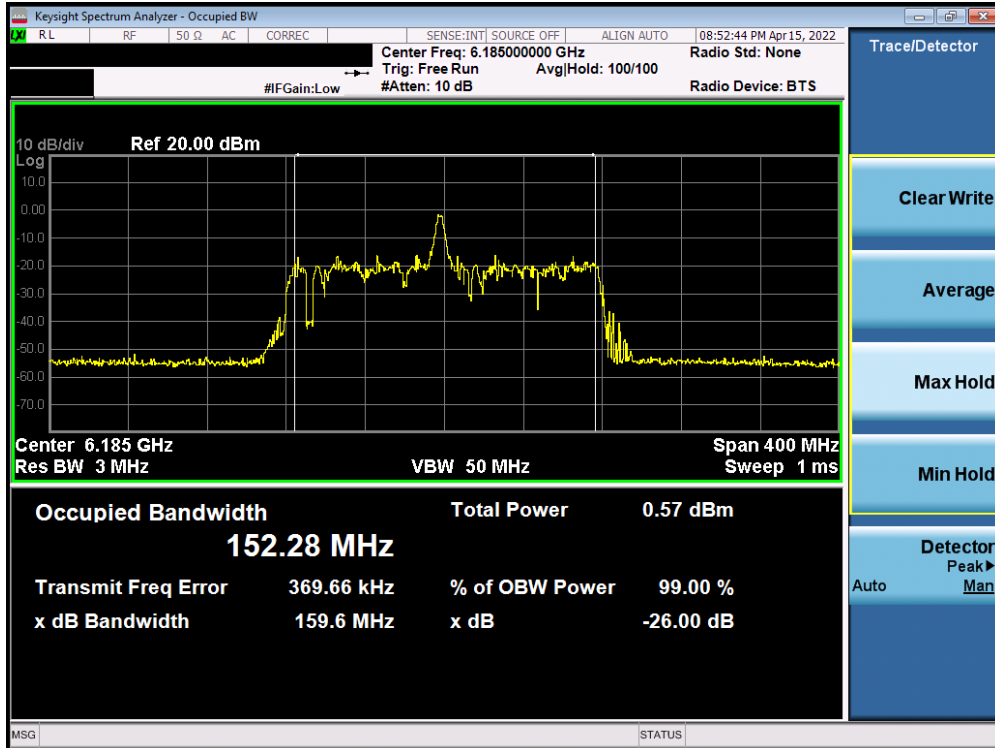 Keysight Spectrum Analyzer - Occupied BW
LXI RL RF 50 Ω AC CORREC SENSE:INT SOURCE OFF ALIGN AUTO 08:52:44 PM Apr 15, 2022
Center Freq: 6.185000000 GHz Radio Std: None
Trig: Free Run Avg|Hold: 100/100
#IFGain:Low #Atten: 10 dB Radio Device: BTS
Trace/Detector
10 dB/div Ref 20.00 dBm
Log
10.0
0.00
-10.0
-20.0
-30.0
-40.0
-50.0
-60.0
-70.0
Center 6.185 GHz Span 400 MHz
Res BW 3 MHz VBW 50 MHz Sweep 1 ms
Occupied Bandwidth Total Power 0.57 dBm
152.28 MHz
Transmit Freq Error 369.66 kHz % of OBW Power 99.00 %
x dB Bandwidth 159.6 MHz x dB -26.00 dB
Clear Write
Average
Max Hold
Min Hold
Detector
Peak▶
Auto Man
MSG STATUS